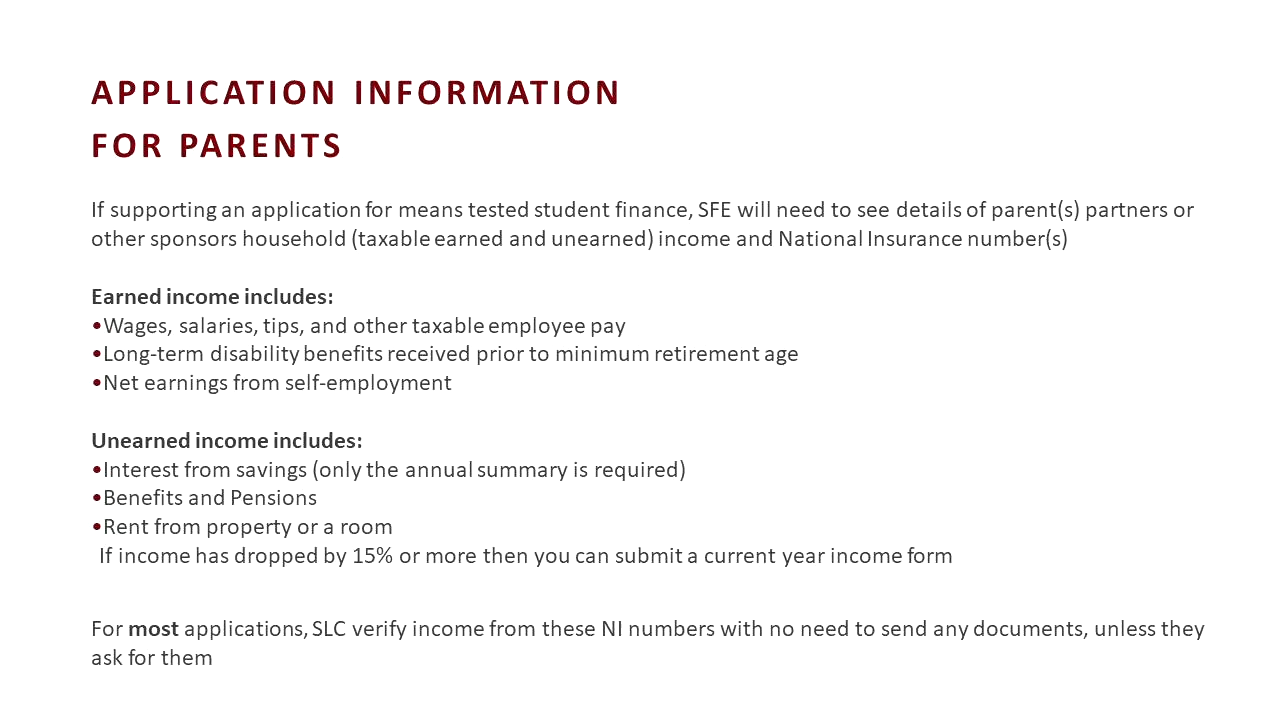 APPLICATION INFORMATION
FOR PARENTS
If supporting an application for means tested student finance, SFE will need to see details of parent(s) partners or
other sponsors household (taxable earned and unearned) income and National Insurance number(s)
Earned income includes:
•Wages, salaries, tips, and other taxable employee pay
•Long-term disability benefits received prior to minimum retirement age
•Net earnings from self-employment
Unearned income includes:
•Interest from savings (only the annual summary is required)
•Benefits and Pensions
•Rent from property or a room
If income has dropped by 15% or more then you can submit a current year income form
For most applications, SLC verify income from these NI numbers with no need to send any documents, unless they
ask for them